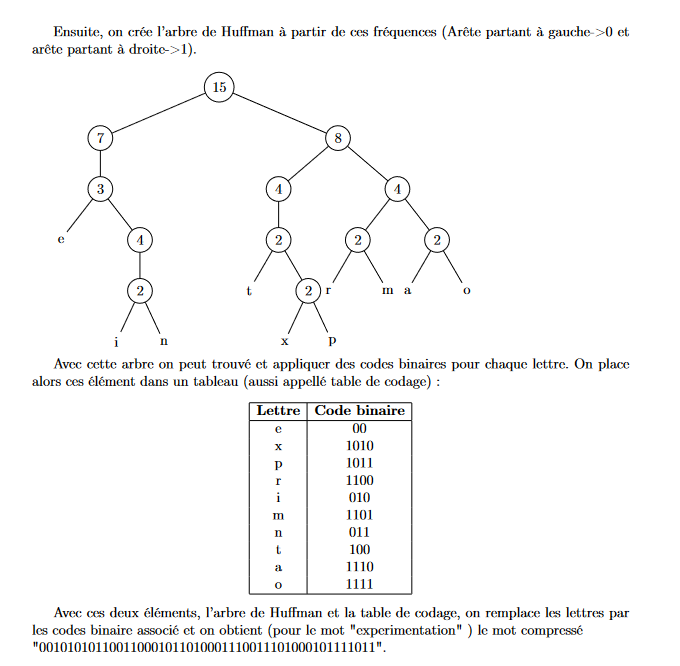 Ensuite, on crée l'arbre de Huffman à partir de ces fréquences (Arête partant à gauche->0 et
arête partant à droite->1).
15
7 8
3 4 4
e 4 2 2 2
2 t 2 r m a o
i n x p
Avec cette arbre on peut trouvé et appliquer des codes binaires pour chaque lettre. On place
alors ces élément dans un tableau (aussi appellé table de codage) :
Lettre Code binaire
e 00
x 1010
p 1011
r 1100
i 010
m 1101
n 011
t 100
a 1110
o 1111
Avec ces deux éléments, l'arbre de Huffman et la table de codage, on remplace les lettres par
les codes binaire associé et on obtient (pour le mot "experimentation" ) le mot compressé
"001010101100110001011010001110011101000101111011".